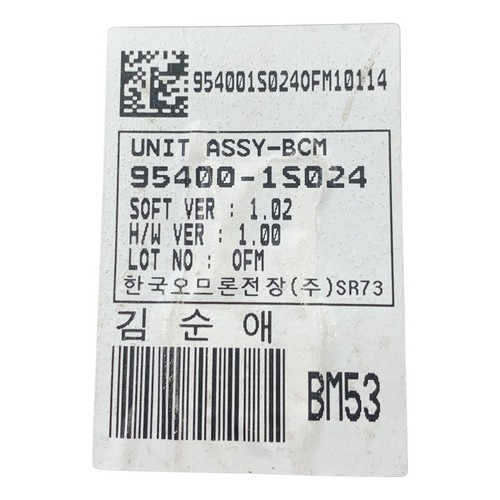 954001S0240FM10114
UNIT ASSY-BCM
95400-1S024
SOFT VER : 1.02
H/W VER : 1.00
LOT NO : 0FM
한국오므론전장(주)SR73
김순애
BM53